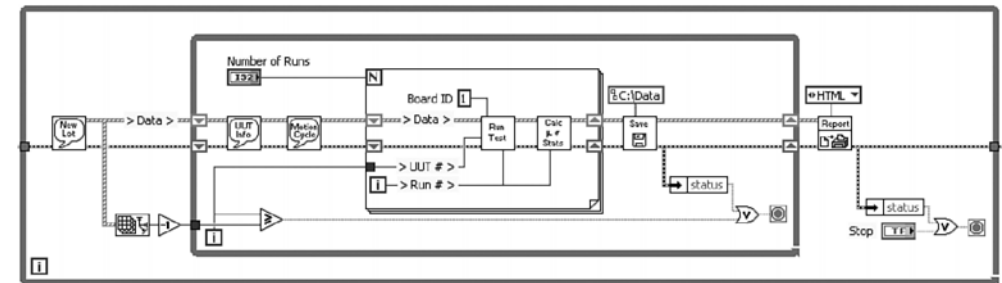 Number of Runs
I32
N
Board ID 1
C:\Data
HTML
New Lot
> Data >
UUT Info
Motion Cycle
> Data >
Run Test
Calc μ σ Stats
Save
Report
> UUT # >
i > Run # >
status
status
Stop TF
-1
i
i